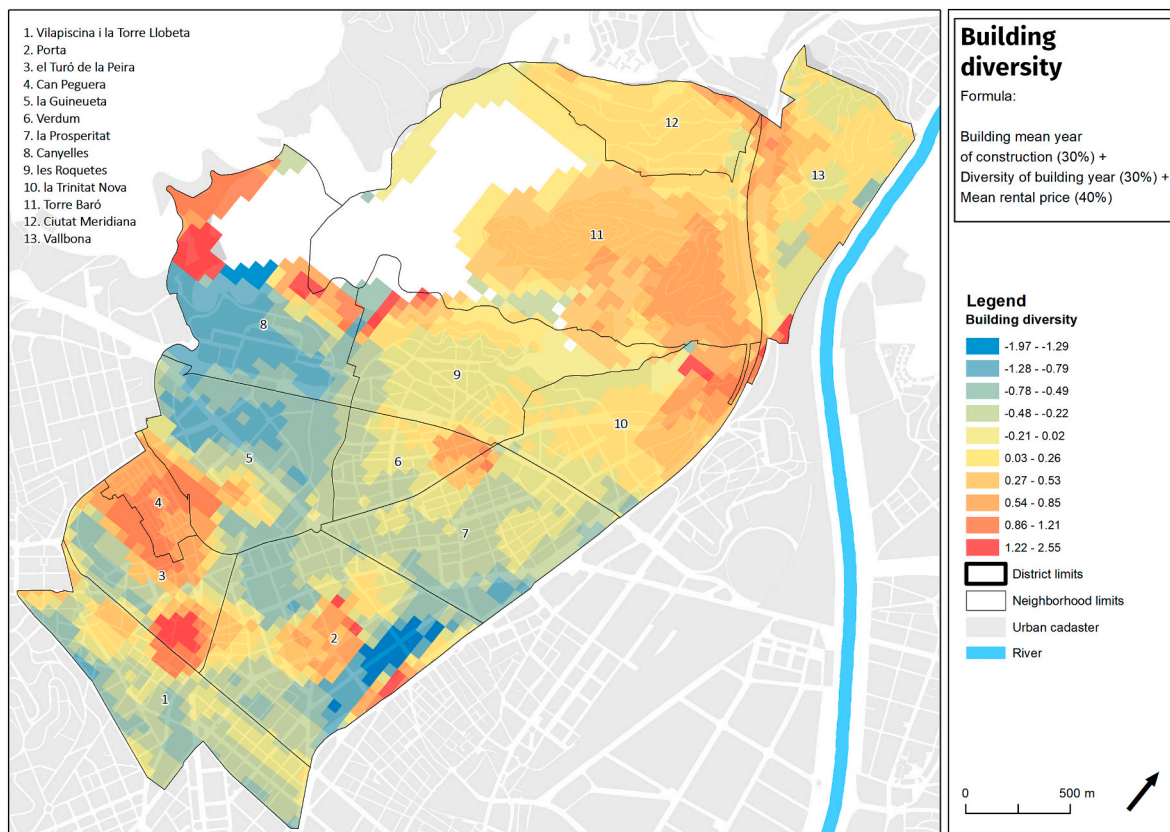 1. Vilapiscina i la Torre Llobeta
2. Porta
3. el Turó de la Peira
4. Can Peguera
5. la Guineueta
6. Verdum
7. la Prosperitat
8. Canyelles
9. les Roquetes
10. la Trinitat Nova
11. Torre Baró
12. Ciutat Meridiana
13. Vallbona
12
13
11
8
9
10
5
6
4
7
3
2
1
Building
diversity
Formula:
Building mean year
of construction (30%) +
Diversity of building year (30%) +
Mean rental price (40%)
Legend
Building diversity
-1.97 - -1.29
-1.28 - -0.79
-0.78 - -0.49
-0.48 - -0.22
-0.21 - 0.02
0.03 - 0.26
0.27 - 0.53
0.54 - 0.85
0.86 - 1.21
1.22 - 2.55
District limits
Neighborhood limits
Urban cadaster
River
0 500 m